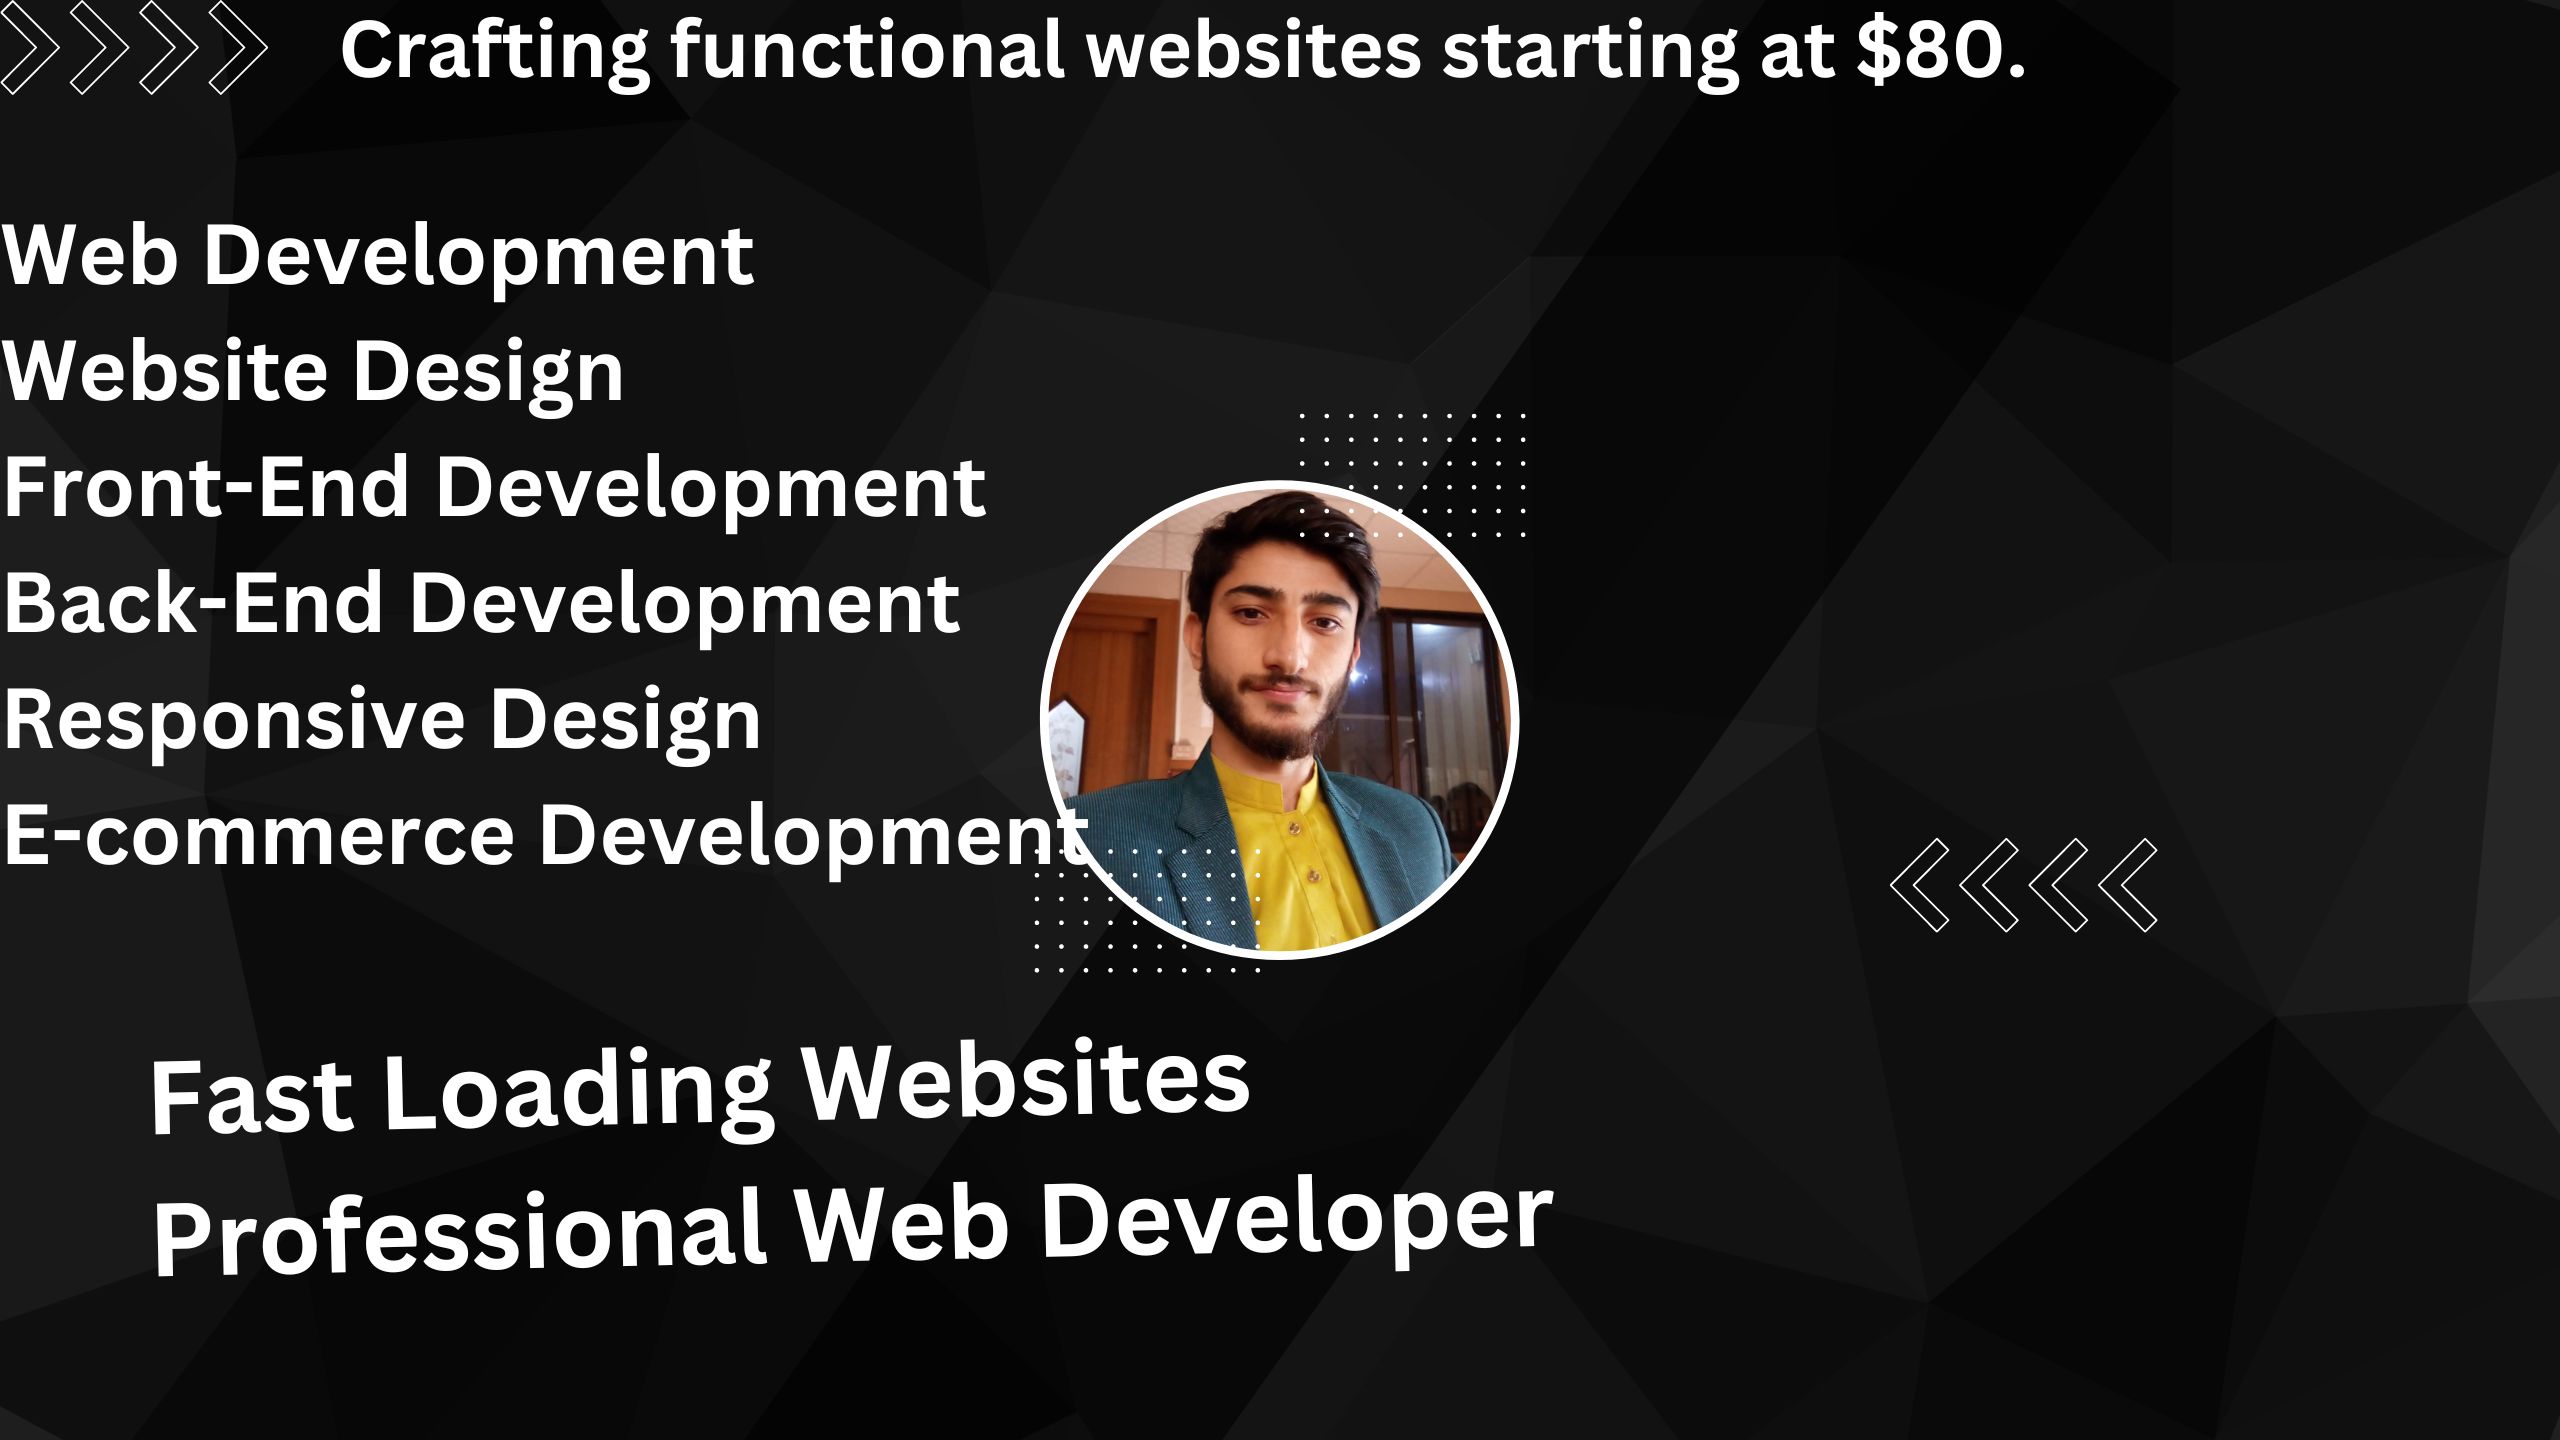 Crafting functional websites starting at $80.
Web Development
Website Design
Front-End Development
Back-End Development
Responsive Design
E-commerce Development
Fast Loading Websites
Professional Web Developer